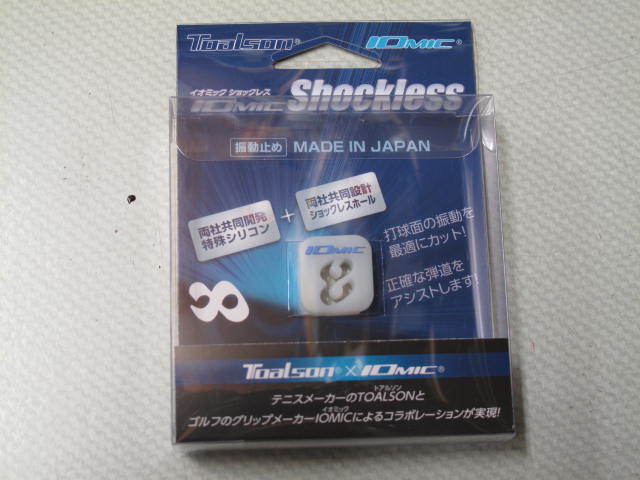 Toalson® IOMIC®
イオミック ショックレス
IOMIC Shockless
振動止め MADE IN JAPAN
両社共同開発
特殊シリコン
+
両社共同設計
ショックレスホール
打球面の振動を
最適にカット!
正確な弾道を
アシストします!
IOMIC
Toalson® × IOMIC®
トアルソン
テニスメーカーのTOALSONと
イオミック
ゴルフのグリップメーカーIOMICによるコラボレーションが実現!